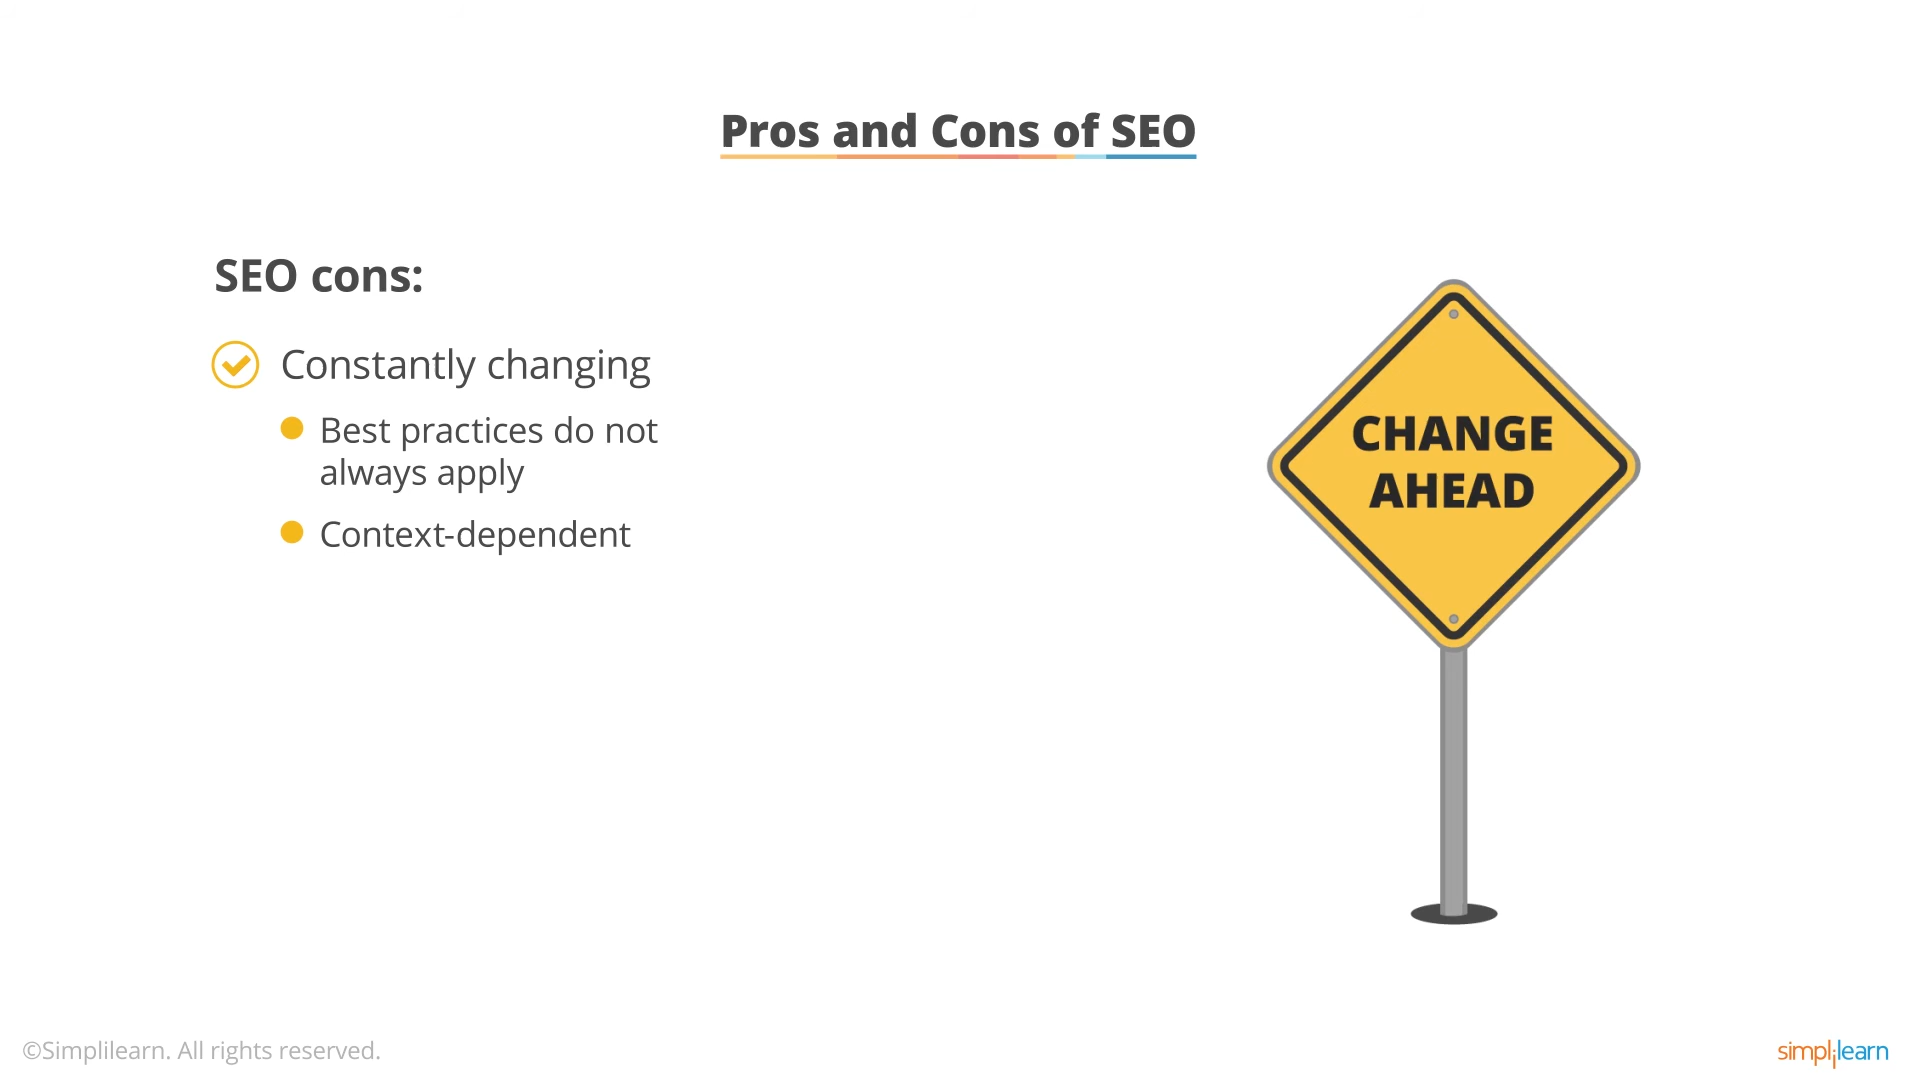 Pros and Cons of SEO
SEO cons:
Constantly changing
Best practices do not
always apply
Context-dependent
CHANGE
AHEAD
©Simplilearn. All rights reserved.
simplilearn